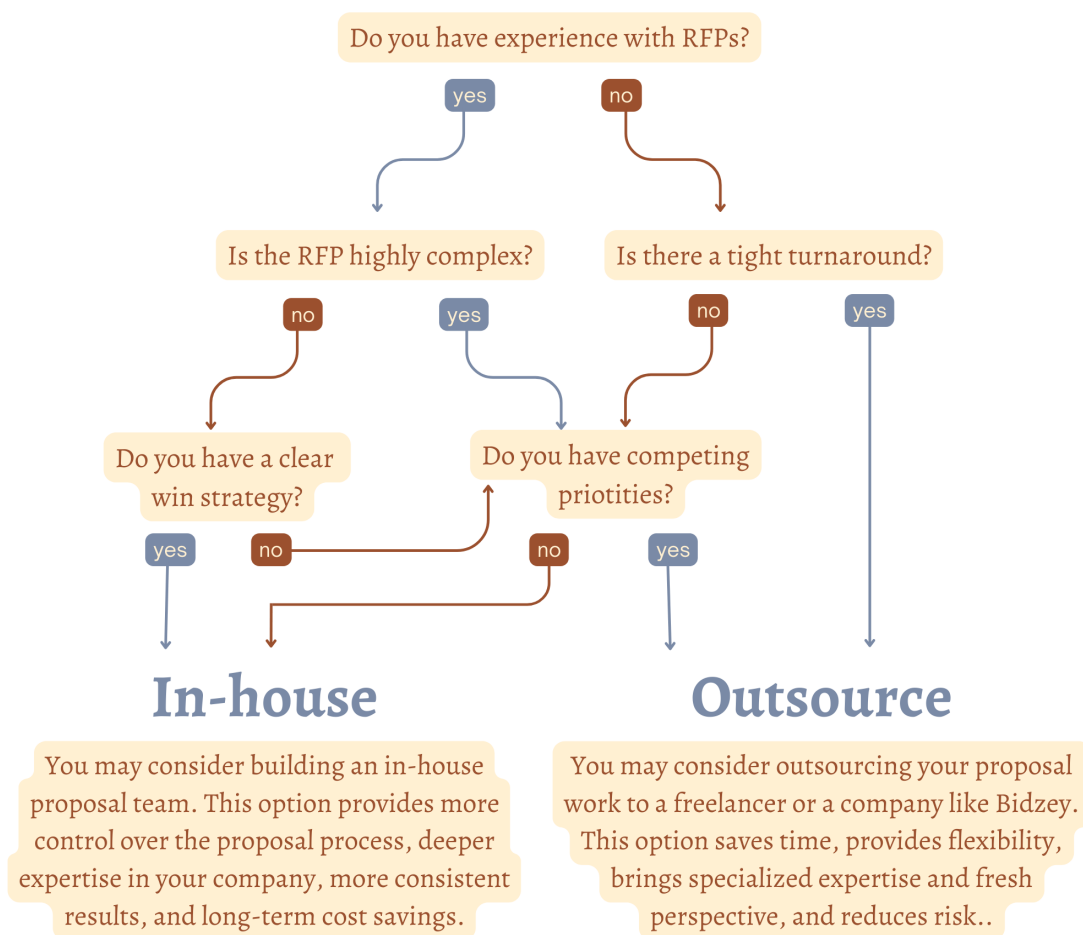 Do you have experience with RFPs?
yes
no
Is the RFP highly complex?
Is there a tight turnaround?
no
yes
no
yes
Do you have a clear
win strategy?
Do you have competing
priotities?
yes
no
no
yes
In-house
Outsource
You may consider building an in-house
proposal team. This option provides more
control over the proposal process, deeper
expertise in your company, more consistent
results, and long-term cost savings.
You may consider outsourcing your proposal
work to a freelancer or a company like Bidzey.
This option saves time, provides flexibility,
brings specialized expertise and fresh
perspective, and reduces risk..